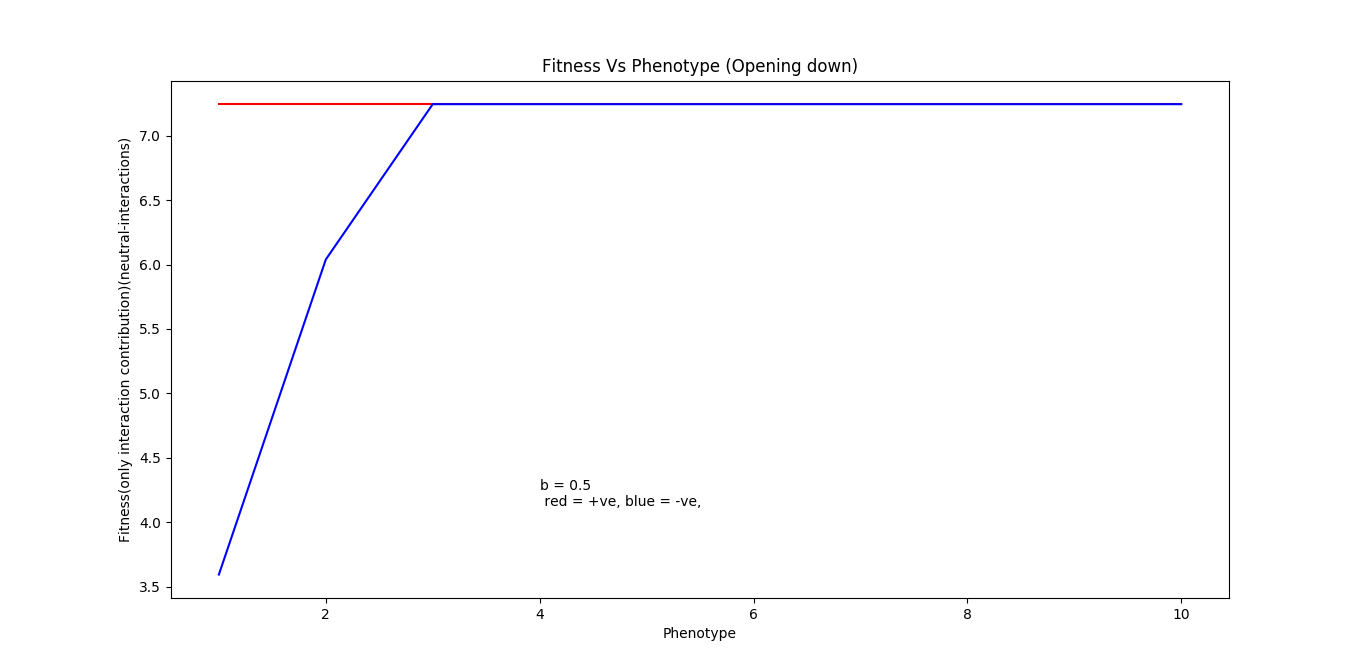 Fitness Vs Phenotype (Opening down)
Fitness(only interaction contribution)(neutral-interactions)
7.0
6.5
6.0
5.5
5.0
4.5
4.0
3.5
b = 0.5
red = +ve, blue = -ve,
2 4 6 8 10
Phenotype